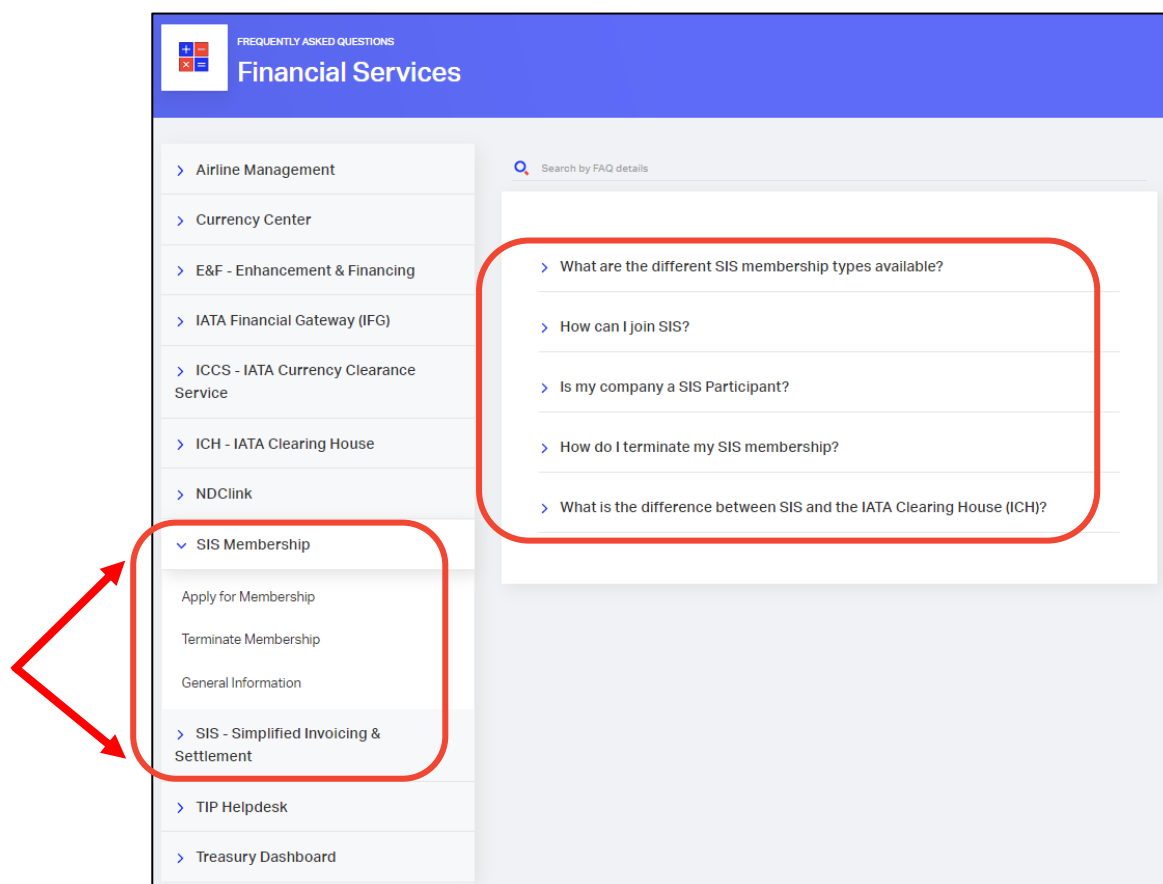 FREQUENTLY ASKED QUESTIONS
Financial Services
Airline Management
Currency Center
E&F - Enhancement & Financing
IATA Financial Gateway (IFG)
ICCS - IATA Currency Clearance
Service
ICH - IATA Clearing House
NDClink
SIS Membership
Apply for Membership
Terminate Membership
General Information
SIS - Simplified Invoicing &
Settlement
TIP Helpdesk
Treasury Dashboard
Search by FAQ details
What are the different SIS membership types available?
How can I join SIS?
Is my company a SIS Participant?
How do I terminate my SIS membership?
What is the difference between SIS and the IATA Clearing House (ICH)?